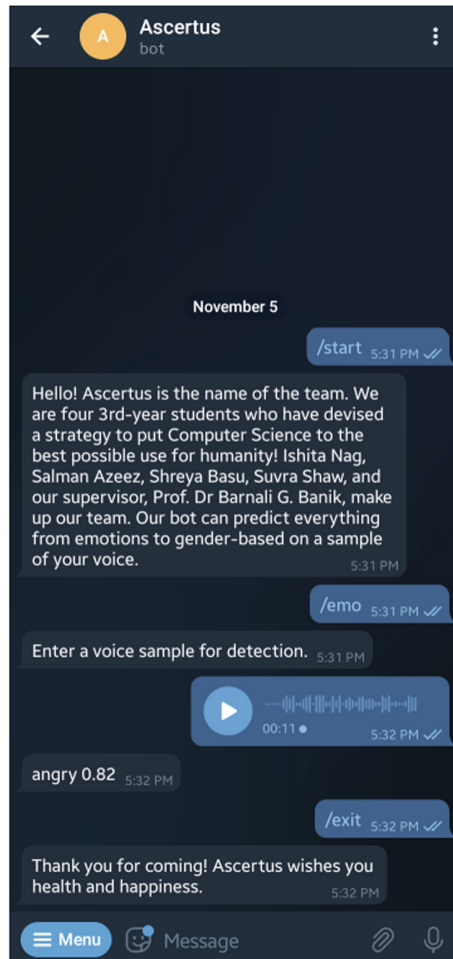 A
Ascertus
bot
November 5
/start 5:31 PM
Hello! Ascertus is the name of the team. We
are four 3rd-year students who have devised
a strategy to put Computer Science to the
best possible use for humanity! Ishita Nag,
Salman Azeez, Shreya Basu, Suvra Shaw, and
our supervisor, Prof. Dr Barnali G. Banik, make
up our team. Our bot can predict everything
from emotions to gender-based on a sample
of your voice. 5:31 PM
/emo 5:31 PM
Enter a voice sample for detection. 5:31 PM
00:11 5:32 PM
angry 0.82 5:32 PM
/exit 5:32 PM
Thank you for coming! Ascertus wishes you
health and happiness. 5:32 PM
Menu Message